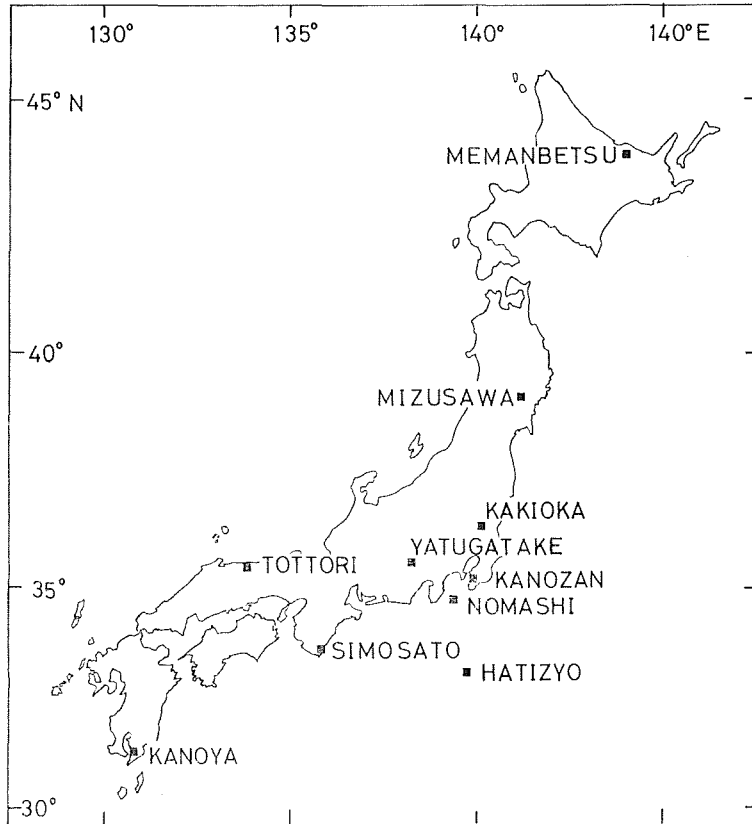 130° 135° 140° 140°E
45° N
MEMANBETSU
40°
MIZUSAWA
KAKIOKA
YATUGATAKE
TOTTORI
KANOZAN
35°
NOMASHI
SIMOSATO
HATIZYO
KANOYA
30°